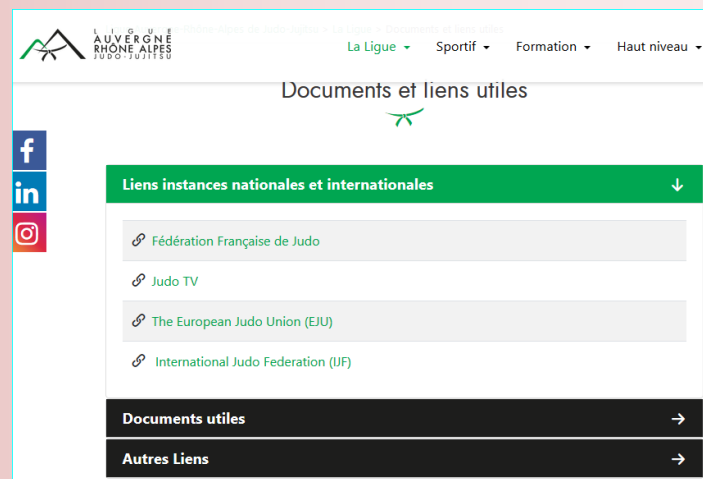 LIGUE
AUVERGNE
RHÔNE ALPES
JUDO-JUJITSU
La Ligue
Sportif
Formation
Haut niveau
Documents et liens utiles
Liens instances nationales et internationales
Fédération Française de Judo
Judo TV
The European Judo Union (EJU)
International Judo Federation (IJF)
Documents utiles
Autres Liens